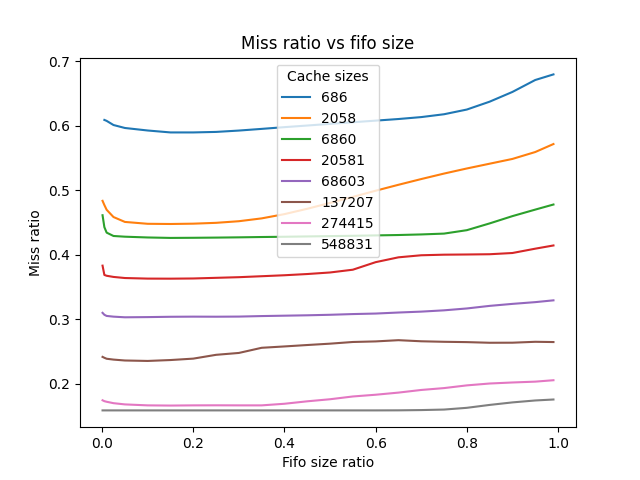 Miss ratio vs fifo size
Cache sizes
686
2058
6860
20581
68603
137207
274415
548831
0.7
0.6
0.5
0.4
0.3
0.2
Miss ratio
0.0 0.2 0.4 0.6 0.8 1.0
Fifo size ratio